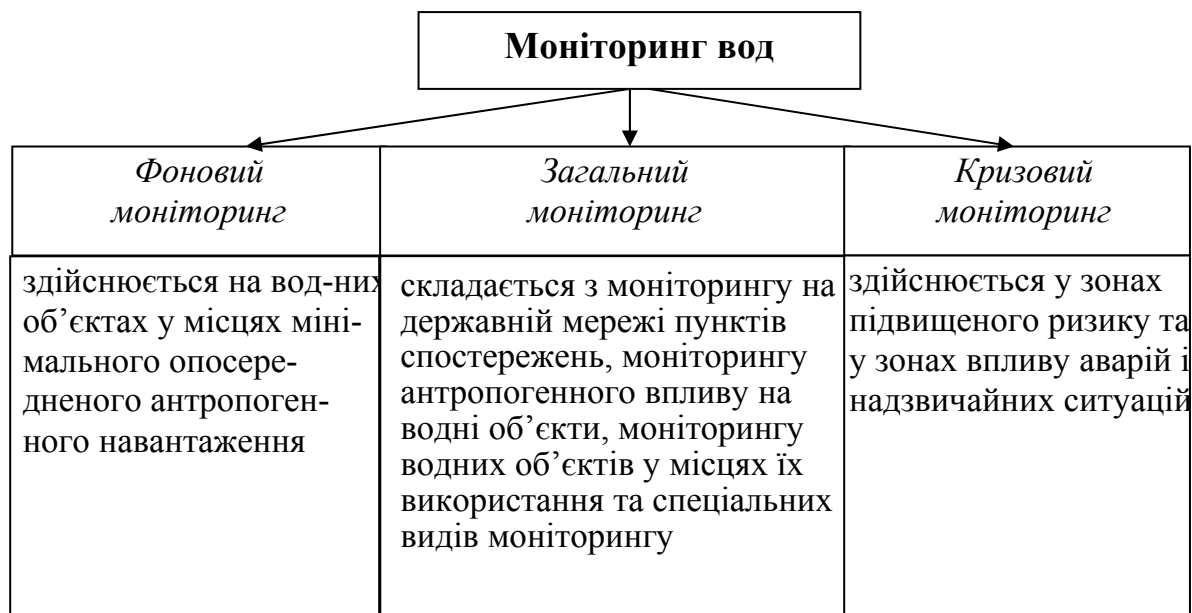 Моніторинг вод
Фоновий
моніторинг
Загальний
моніторинг
Кризовий
моніторинг
здійснюється на вод-них
об’єктах у місцях міні-
мального опосере-
дненого антропоген-
ного навантаження
складається з моніторингу на
державній мережі пунктів
спостережень, моніторингу
антропогенного впливу на
водні об’єкти, моніторингу
водних об’єктів у місцях їх
використання та спеціальних
видів моніторингу
здійснюється у зонах
підвищеного ризику та
у зонах впливу аварій і
надзвичайних ситуацій